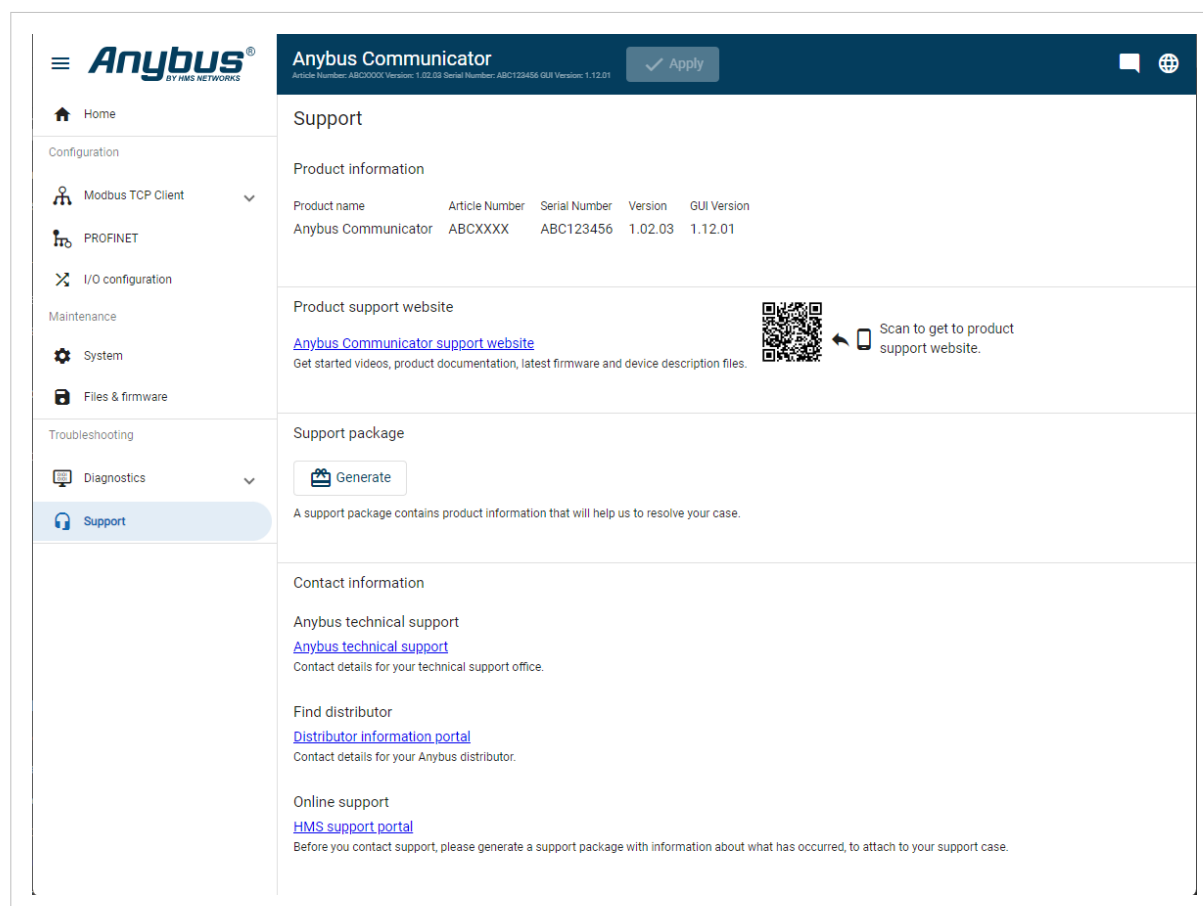 Anybus®
BY HMS NETWORKS
Anybus Communicator
Article Number: ABCXXXX Version: 1.02.03 Serial Number: ABC123456 GUI Version: 1.12.01
Apply
Home
Configuration
Modbus TCP Client
PROFINET
I/O configuration
Maintenance
System
Files & firmware
Troubleshooting
Diagnostics
Support
Support
Product information
Product name Article Number Serial Number Version GUI Version
Anybus Communicator ABCXXXX ABC123456 1.02.03 1.12.01
Product support website
Anybus Communicator support website
Get started videos, product documentation, latest firmware and device description files.
Scan to get to product
support website.
Support package
Generate
A support package contains product information that will help us to resolve your case.
Contact information
Anybus technical support
Anybus technical support
Contact details for your technical support office.
Find distributor
Distributor information portal
Contact details for your Anybus distributor.
Online support
HMS support portal
Before you contact support, please generate a support package with information about what has occurred, to attach to your support case.